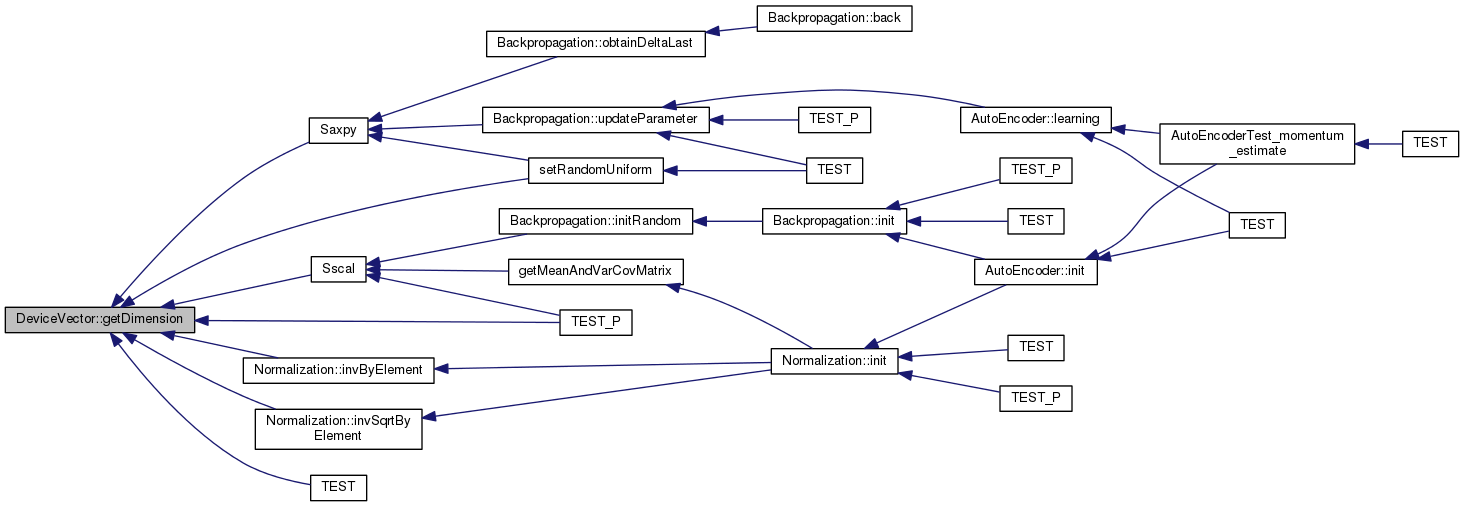 Backpropagation::back
Backpropagation::obtainDeltaLast
Saxpy
Backpropagation::updateParameter
TEST_P
AutoEncoder::learning
AutoEncoderTest_momentum
_estimate
TEST
setRandomUniform
TEST
TEST_P
Backpropagation::initRandom
Backpropagation::init
TEST
TEST
Sscal
getMeanAndVarCovMatrix
AutoEncoder::init
DeviceVector::getDimension
TEST_P
Normalization::invByElement
Normalization::init
TEST
TEST_P
Normalization::invSqrtBy
Element
TEST